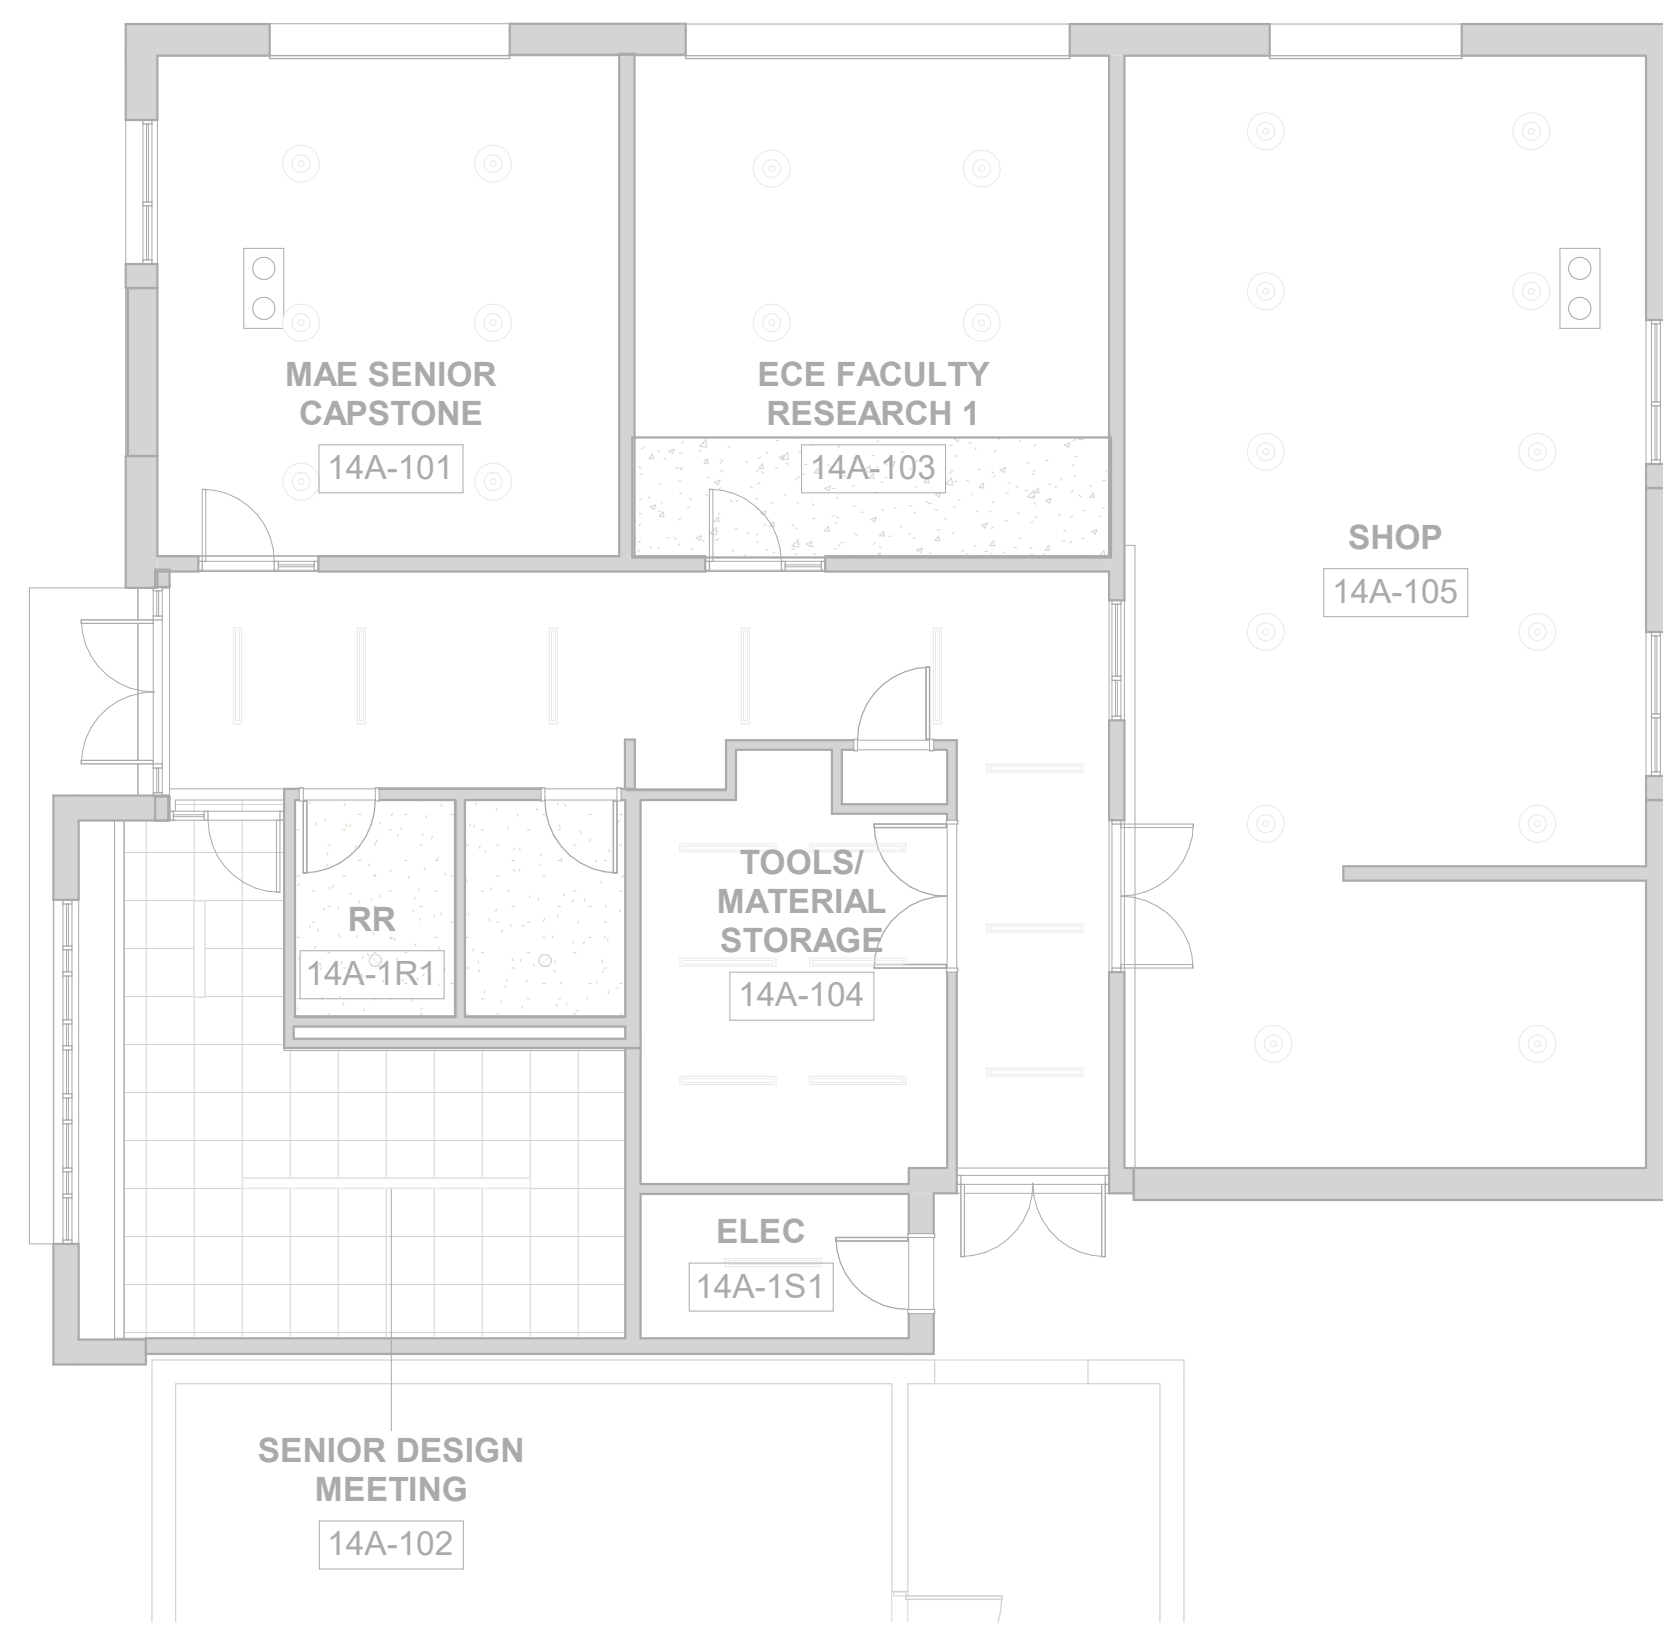 MAE SENIOR
CAPSTONE
14A-101
ECE FACULTY
RESEARCH 1
14A-103
SHOP
14A-105
TOOLS/
MATERIAL
STORAGE
14A-104
RR
14A-1R1
ELEC
14A-1S1
SENIOR DESIGN
MEETING
14A-102